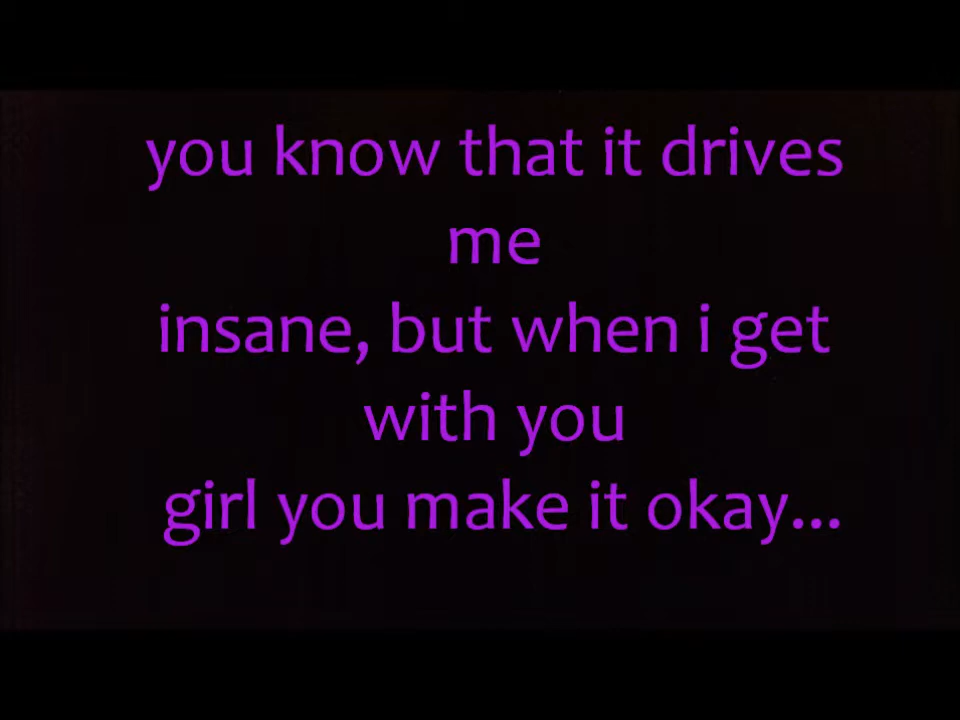 you know that it drives
me
insane, but when i get
with you
girl you make it okay...